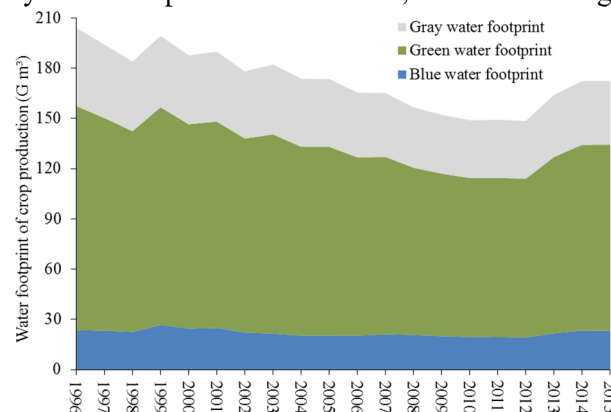 210
180
150
120
90
60
30
0
Water footprint of crop production (G m³)
Gray water footprint
Green water footprint
Blue water footprint
1996 1997 1998 1999 2000 2001 2002 2003 2004 2005 2006 2007 2008 2009 2010 2011 2012 2013 2014